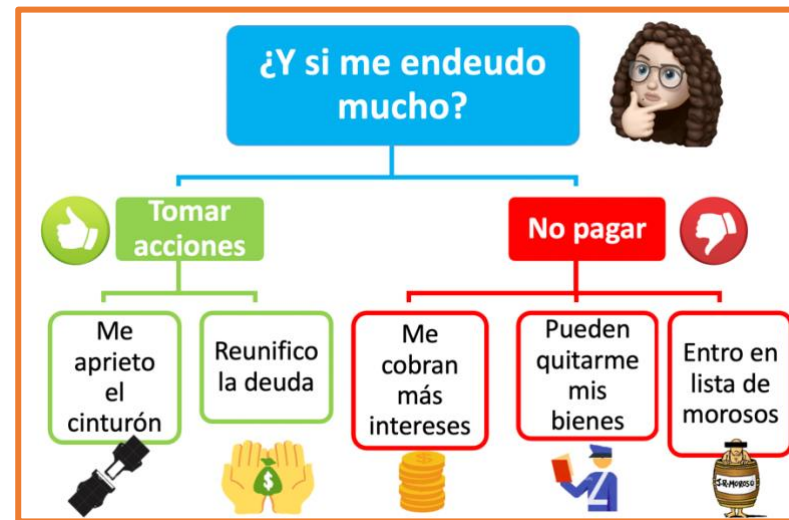 ¿Y si me endeudo
mucho?
Tomar
acciones
No pagar
Me
aprieto
el
cinturón
Reunifico
la deuda
Me
cobran
más
intereses
Pueden
quitarme
mis
bienes
Entro en
lista de
morosos
J.R.MOROSO